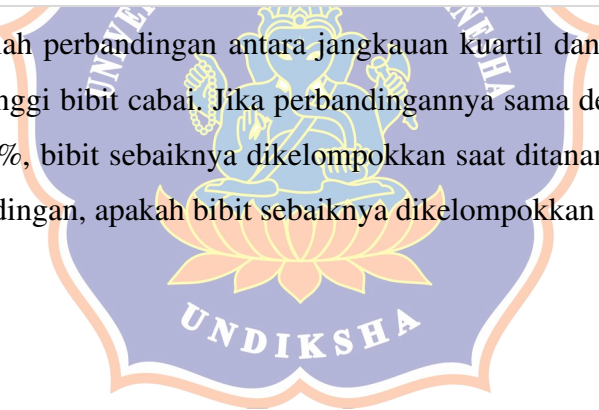 lah perbandingan antara jangkauan kuartil dan
nggi bibit cabai. Jika perbandingannya sama de
%, bibit sebaiknya dikelompokkan saat ditanam
dingan, apakah bibit sebaiknya dikelompokkan
UNDIKSHA